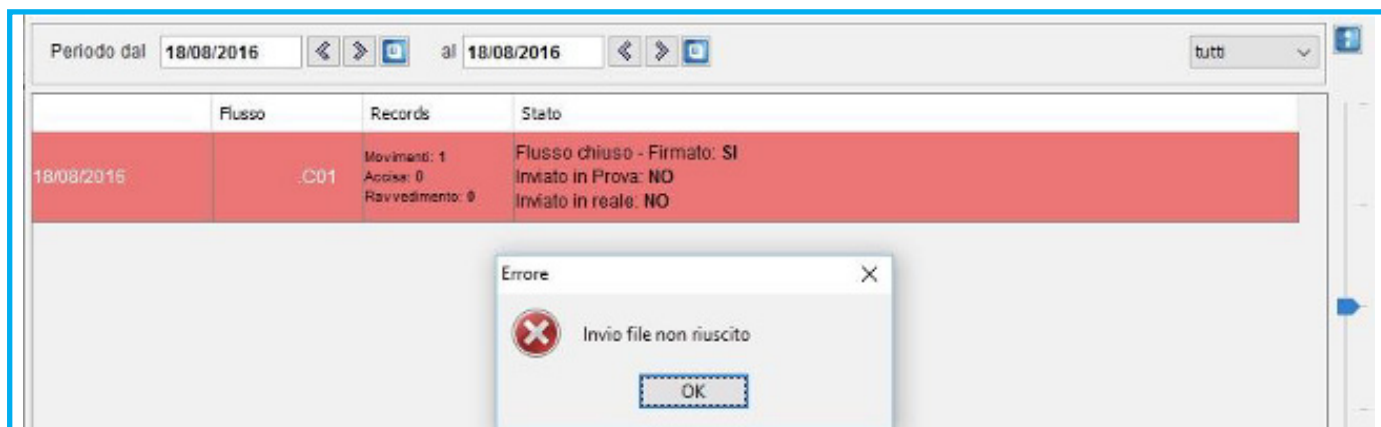 Periodo dal 18/08/2016 al 18/08/2016 tutti
Flusso Records Stato
18/08/2016 .C01
Movimenti: 1
Accisa: 0
Ravvedimento: 0
Flusso chiuso - Firmato: SI
Inviato in Prova: NO
Inviato in reale: NO
Errore
Invio file non riuscito
OK